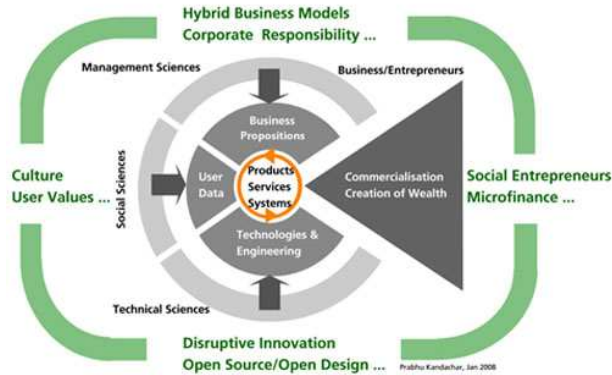 Hybrid Business Models
Corporate Responsibility ...
Management Sciences
Business/Entrepreneurs
Business
Propositions
Culture
User Values ...
Social Sciences
User
Data
Products
Services
Systems
Commercialisation
Creation of Wealth
Social Entrepreneurs
Microfinance ...
Technologies &
Engineering
Technical Sciences
Disruptive Innovation
Open Source/Open Design ...
Prabhu Kandashar, Jan 2008